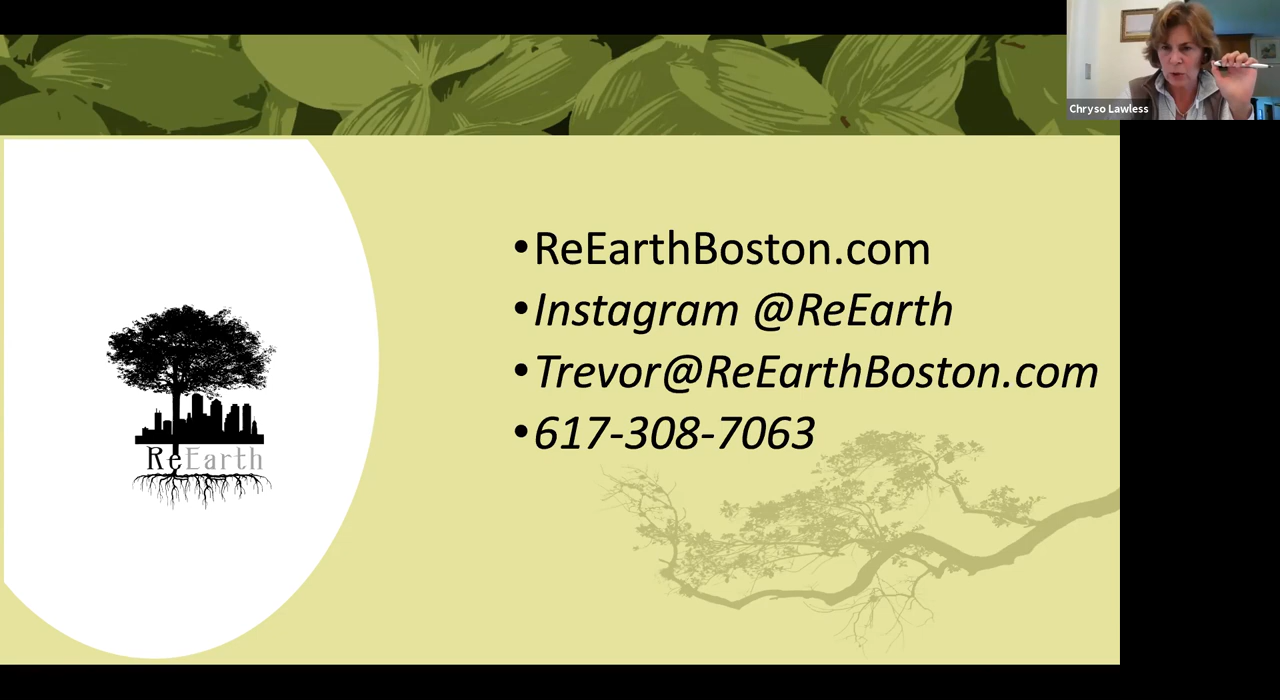 Chryso Lawless
•ReEarthBoston.com
•Instagram @ReEarth
•Trevor@ReEarthBoston.com
•617-308-7063
ReEarth